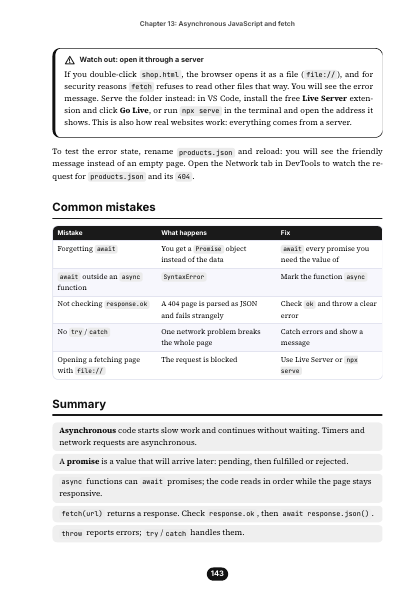 Chapter 13: Asynchronous JavaScript and fetch
Watch out: open it through a server
If you double-click shop.html, the browser opens it as a file (file://), and for
security reasons fetch refuses to read other files that way. You will see the error
message. Serve the folder instead: in VS Code, install the free Live Server exten-
sion and click Go Live, or run npx serve in the terminal and open the address it
shows. This is also how real websites work: everything comes from a server.
To test the error state, rename products.json and reload: you will see the friendly
message instead of an empty page. Open the Network tab in DevTools to watch the re-
quest for products.json and its 404.
Common mistakes
Mistake What happens Fix
Forgetting await You get a Promise object await every promise you
instead of the data need the value of
await outside an async SyntaxError Mark the function async
function
Not checking response.ok A 404 page is parsed as JSON Check ok and throw a clear
and fails strangely error
No try/catch One network problem breaks Catch errors and show a
the whole page message
Opening a fetching page The request is blocked Use Live Server or npx
with file:// serve
Summary
Asynchronous code starts slow work and continues without waiting. Timers and
network requests are asynchronous.
A promise is a value that will arrive later: pending, then fulfilled or rejected.
async functions can await promises; the code reads in order while the page stays
responsive.
fetch(url) returns a response. Check response.ok, then await response.json().
throw reports errors; try/catch handles them.
143